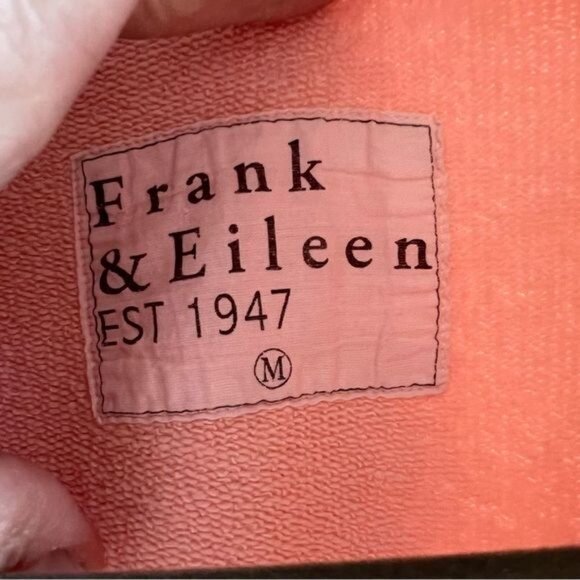 Frank
& Eileen
EST 1947
M